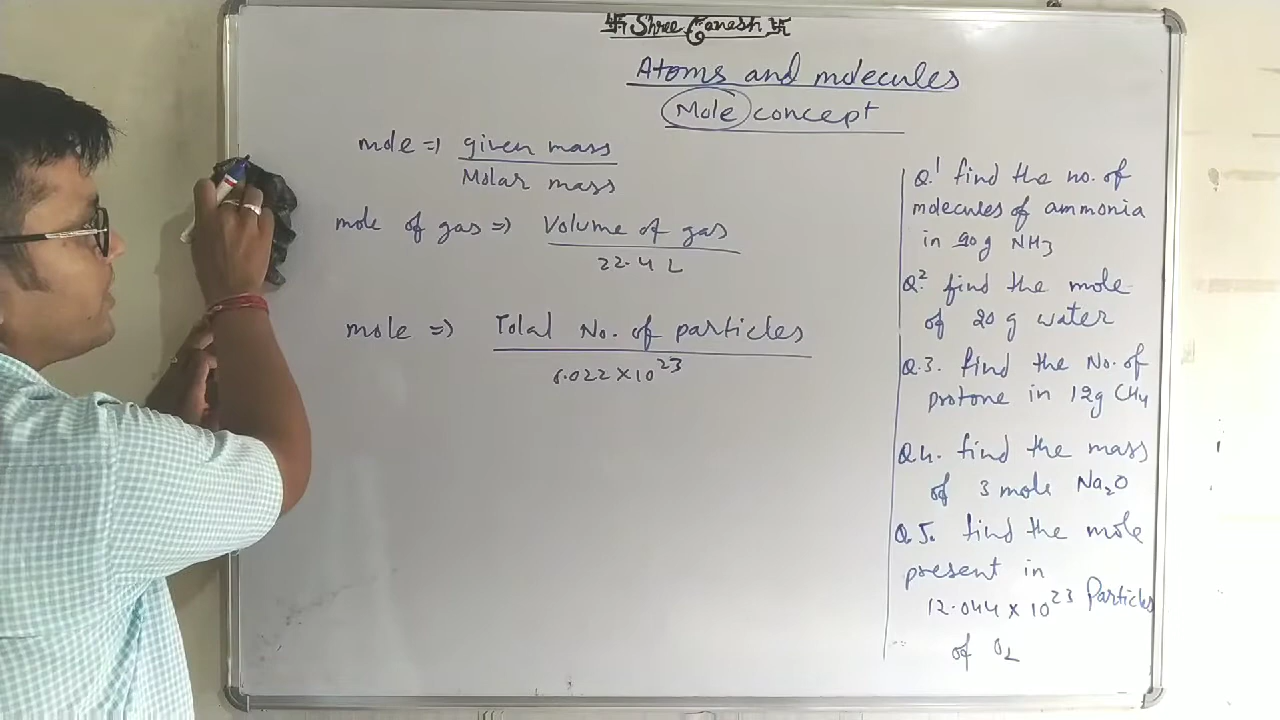 卐 Shree Ganesh 卐
Atoms and molecules
Mole concept
mole ⇒ given mass
Molar mass
mole of gas ⇒ Volume of gas
22.4 L
mole ⇒ Total No. of particles
6.022 × 10²³
Q.1 find the no. of
molecules of ammonia
in 20g NH3
Q.2 find the mole
of 20 g water
Q.3. find the No. of
protone in 12g CH4
Q.4. find the mass
of 3 mole Na₂O
Q.5. find the mole
present in
12.044 × 10²³ Particles
of O₂